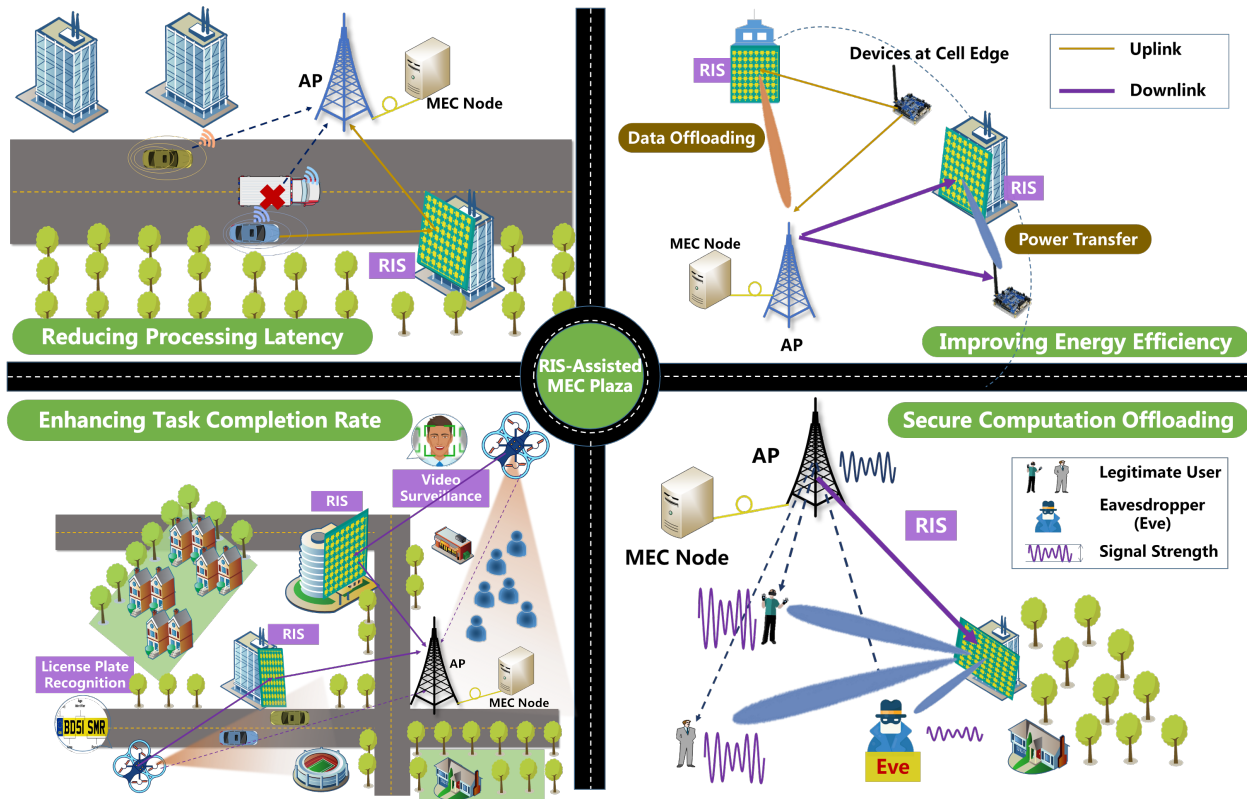 AP
MEC Node
RIS
Reducing Processing Latency
RIS
Devices at Cell Edge
Data Offloading
RIS
Power Transfer
MEC Node
AP
Uplink
Downlink
Improving Energy Efficiency
RIS-Assisted
MEC Plaza
Enhancing Task Completion Rate
Video
Surveillance
RIS
RIS
License Plate
Recognition
BD51 SMR
AP
MEC Node
Secure Computation Offloading
AP
MEC Node
RIS
Legitimate User
Eavesdropper
(Eve)
Signal Strength
Eve